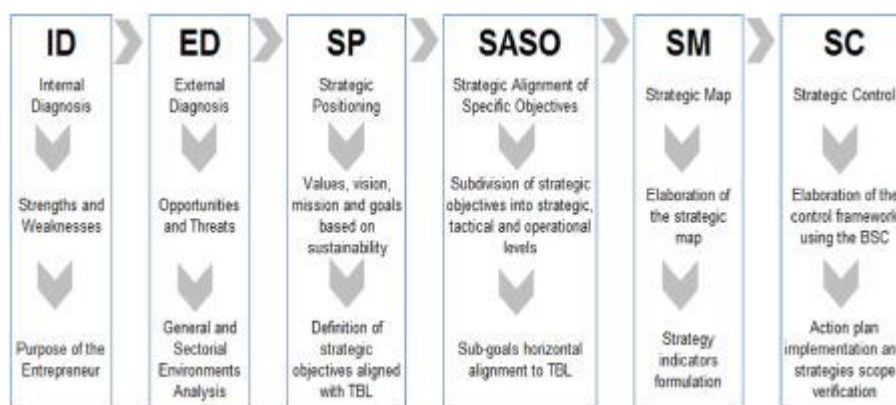 ID
Internal
Diagnosis
Strengths and
Weaknesses
Purpose of the
Entrepreneur
ED
External
Diagnosis
Opportunities
and Threats
General and
Sectorial
Environments
Analysis
SP
Strategic
Positioning
Values, vision,
mission and goals
based on
sustainability
Definition of
strategic
objectives aligned
with TBL
SASO
Strategic Alignment of
Specific Objectives
Subdivision of strategic
objectives into strategic,
tactical and operational
levels
Sub-goals horizontal
alignment to TBL
SM
Strategic Map
Elaboration of
the strategic
map
Strategy
indicators
formulation
SC
Strategic Control
Elaboration of the
control framework
using the BSC
Action plan
implementation an
strategies scope
verification